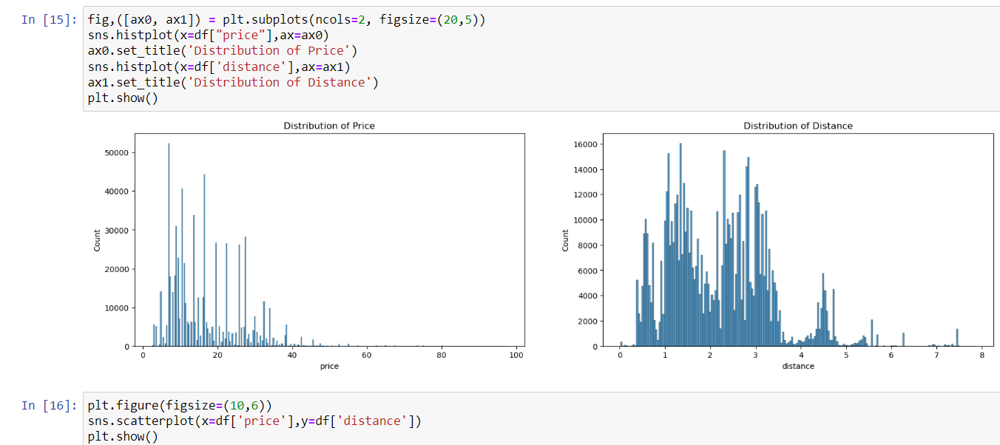 In [15]: fig,([ax0, ax1]) = plt.subplots(ncols=2, figsize=(20,5))
sns.histplot(x=df["price"],ax=ax0)
ax0.set_title('Distribution of Price')
sns.histplot(x=df['distance'],ax=ax1)
ax1.set_title('Distribution of Distance')
plt.show()
Distribution of Price
50000
40000
30000
20000
10000
0
Count
0 20 40 60 80 100
price
Distribution of Distance
16000
14000
12000
10000
8000
6000
4000
2000
0
Count
0 1 2 3 4 5 6 7 8
distance
In [16]: plt.figure(figsize=(10,6))
sns.scatterplot(x=df['price'],y=df['distance'])
plt.show()